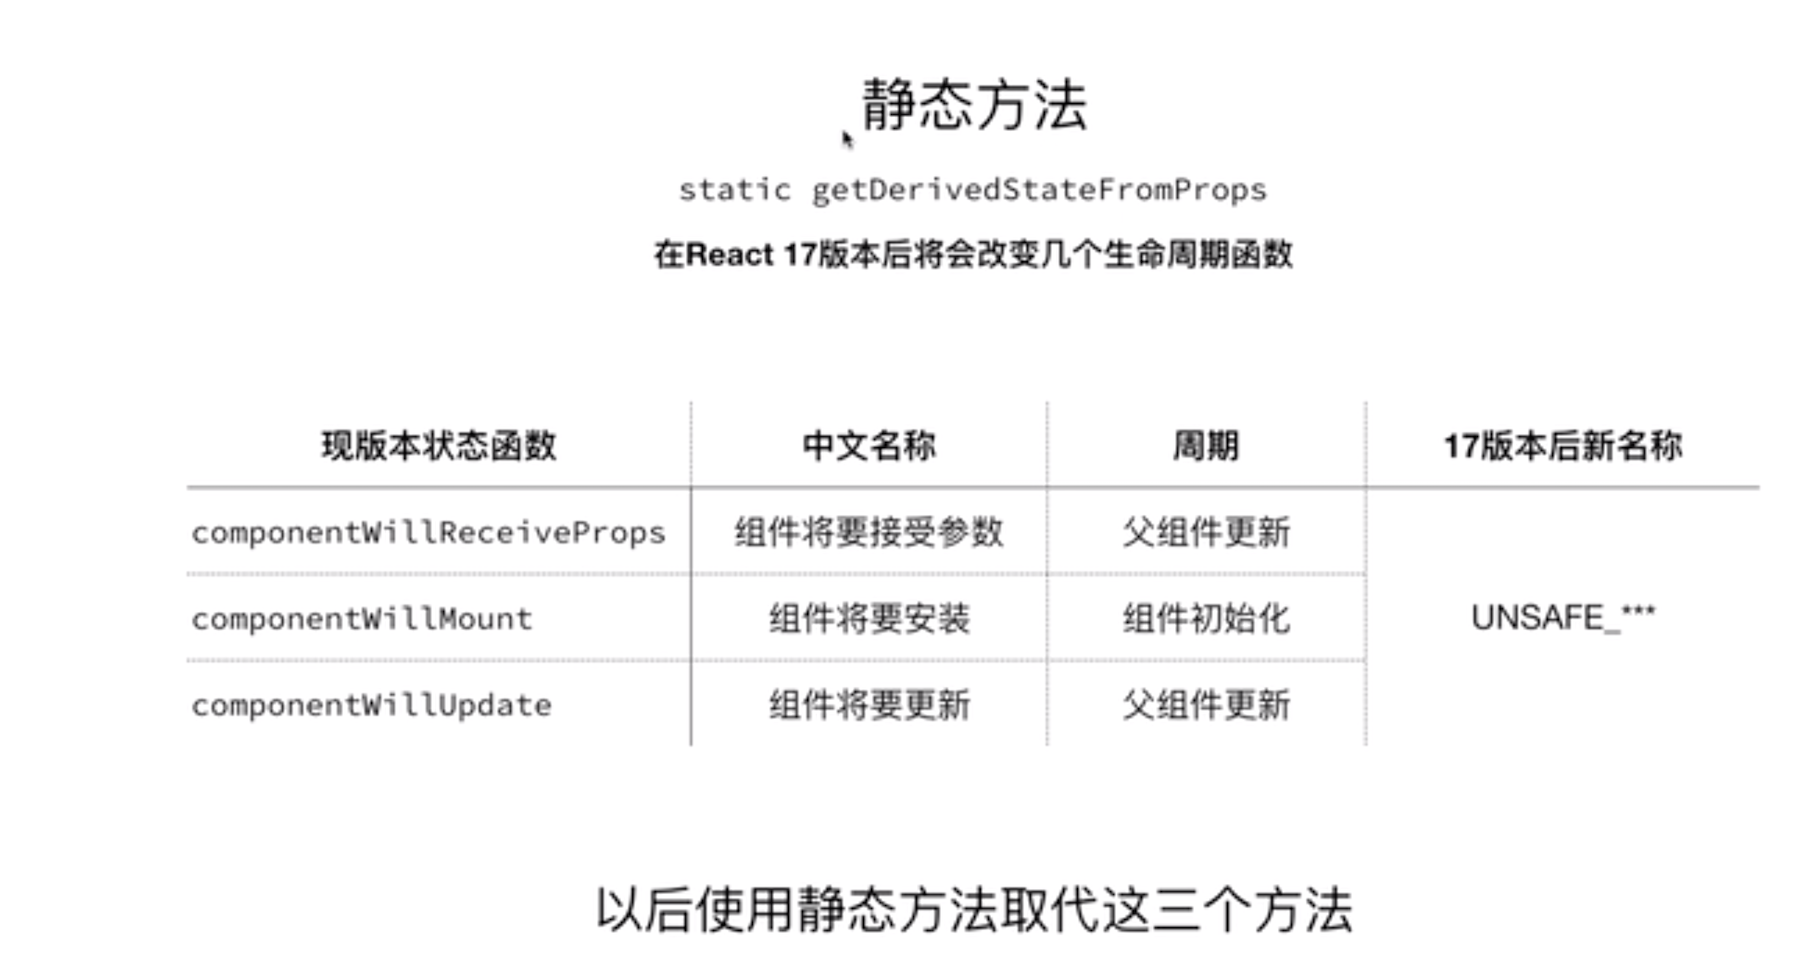 静态方法
static getDerivedStateFromProps
在React 17版本后将会改变几个生命周期函数
现版本状态函数 中文名称 周期 17版本后新名称
componentWillReceiveProps 组件将要接受参数 父组件更新
componentWillMount 组件将要安装 组件初始化 UNSAFE_***
componentWillUpdate 组件将要更新 父组件更新
以后使用静态方法取代这三个方法